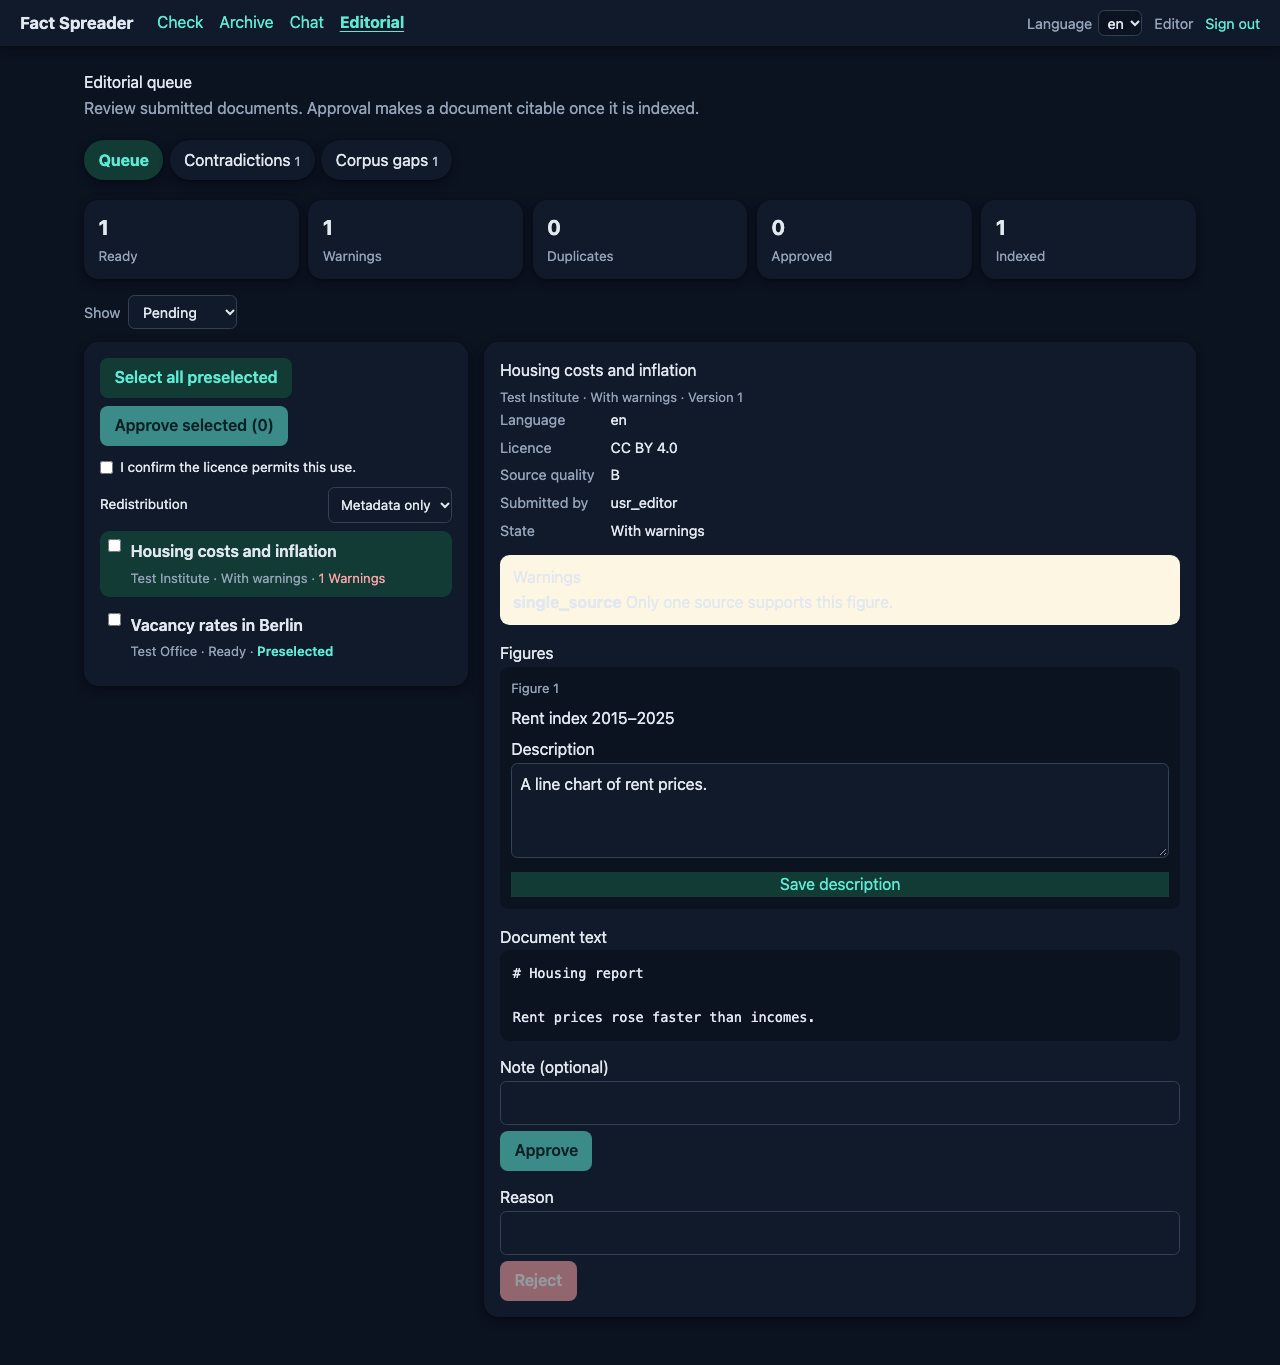 Fact Spreader Check Archive Chat Editorial Language en Editor Sign out
Editorial queue
Review submitted documents. Approval makes a document citable once it is indexed.
Queue Contradictions 1 Corpus gaps 1
1
Ready
1
Warnings
0
Duplicates
0
Approved
1
Indexed
Show Pending
Select all preselected
Approve selected (0)
I confirm the licence permits this use.
Redistribution Metadata only
Housing costs and inflation
Test Institute · With warnings · 1 Warnings
Vacancy rates in Berlin
Test Office · Ready · Preselected
Housing costs and inflation
Test Institute · With warnings · Version 1
Language en
Licence CC BY 4.0
Source quality B
Submitted by usr_editor
State With warnings
Warnings
single_source Only one source supports this figure.
Figures
Figure 1
Rent index 2015–2025
Description
A line chart of rent prices.
Save description
Document text
# Housing report
Rent prices rose faster than incomes.
Note (optional)
Approve
Reason
Reject